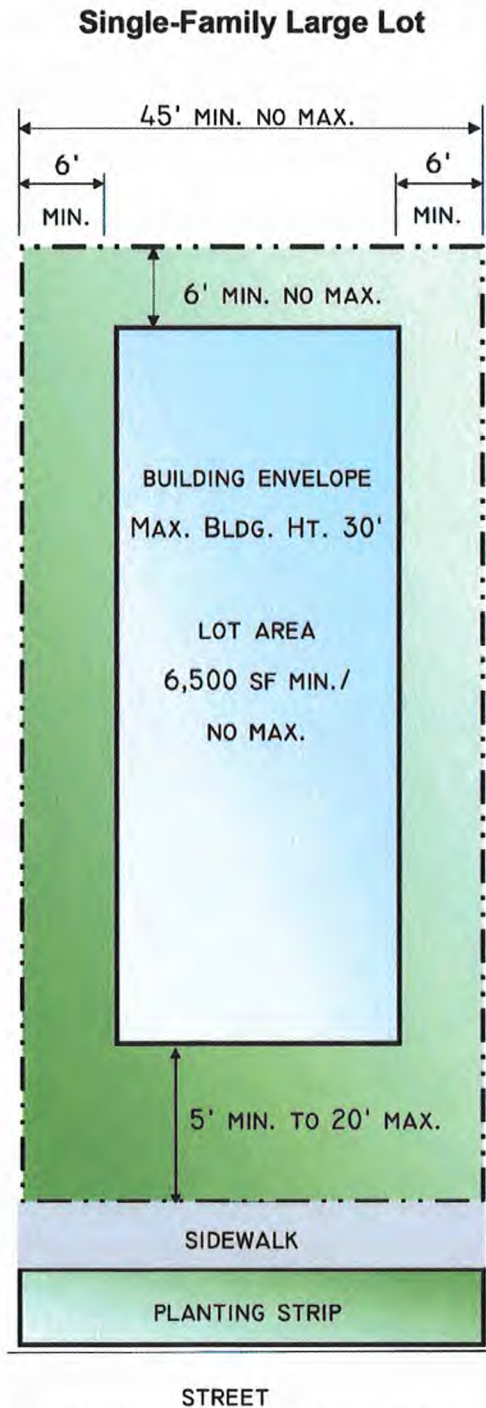 Single-Family Large Lot
45' MIN. NO MAX.
6'
MIN.
6'
MIN.
6' MIN. NO MAX.
BUILDING ENVELOPE
MAX. BLDG. HT. 30'
LOT AREA
6,500 SF MIN./
NO MAX.
5' MIN. TO 20' MAX.
SIDEWALK
PLANTING STRIP
STREET